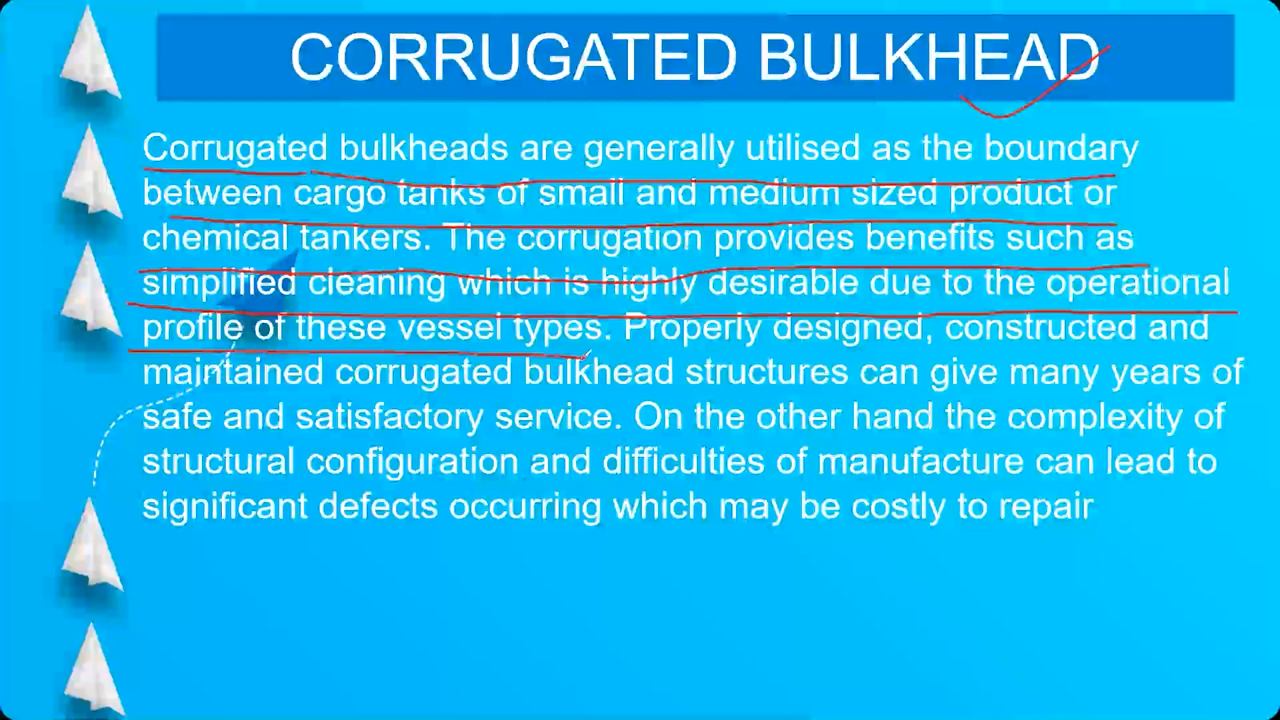 CORRUGATED BULKHEAD
Corrugated bulkheads are generally utilised as the boundary
between cargo tanks of small and medium sized product or
chemical tankers. The corrugation provides benefits such as
simplified cleaning which is highly desirable due to the operational
profile of these vessel types. Properly designed, constructed and
maintained corrugated bulkhead structures can give many years of
safe and satisfactory service. On the other hand the complexity of
structural configuration and difficulties of manufacture can lead to
significant defects occurring which may be costly to repair